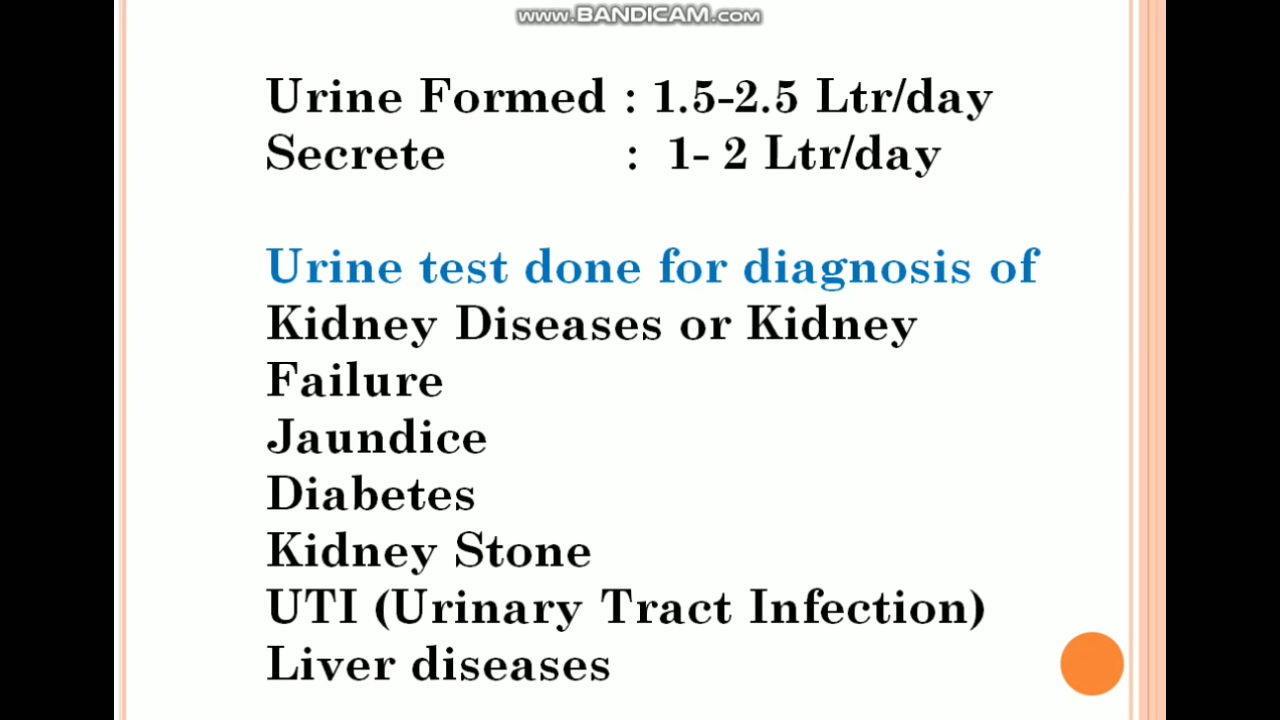 www.BANDICAM.com
Urine Formed : 1.5-2.5 Ltr/day
Secrete : 1- 2 Ltr/day
Urine test done for diagnosis of
Kidney Diseases or Kidney
Failure
Jaundice
Diabetes
Kidney Stone
UTI (Urinary Tract Infection)
Liver diseases